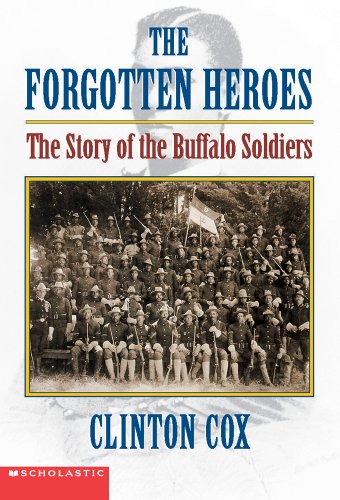 THE
FORGOTTEN HEROES
The Story of the Buffalo Soldiers
CLINTON COX
SCHOLASTIC